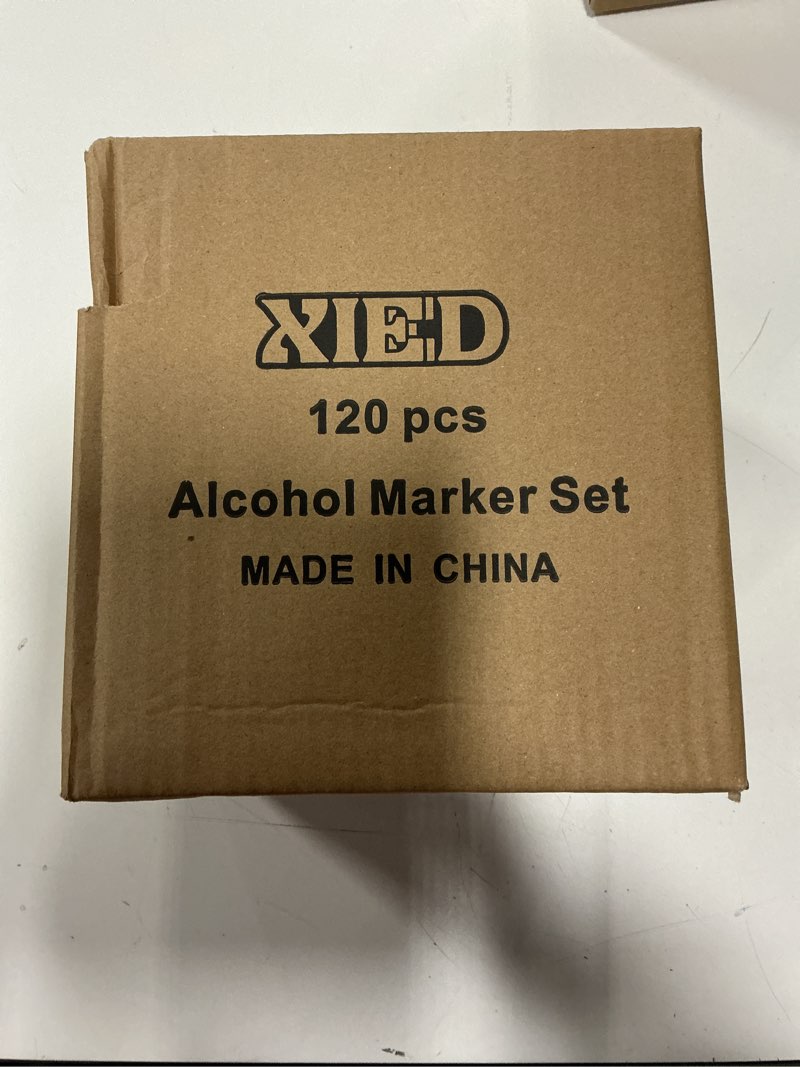 XIED
120 pcs
Alcohol Marker Set
MADE IN CHINA